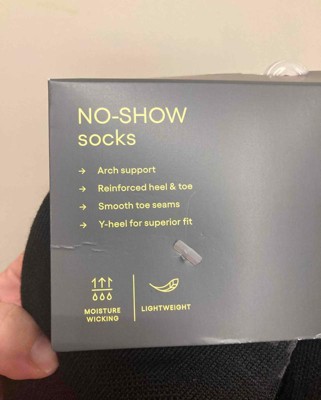 NO-SHOW
socks
→ Arch support
→ Reinforced heel & toe
→ Smooth toe seams
→ Y-heel for superior fit
MOISTURE
WICKING
LIGHTWEIGHT